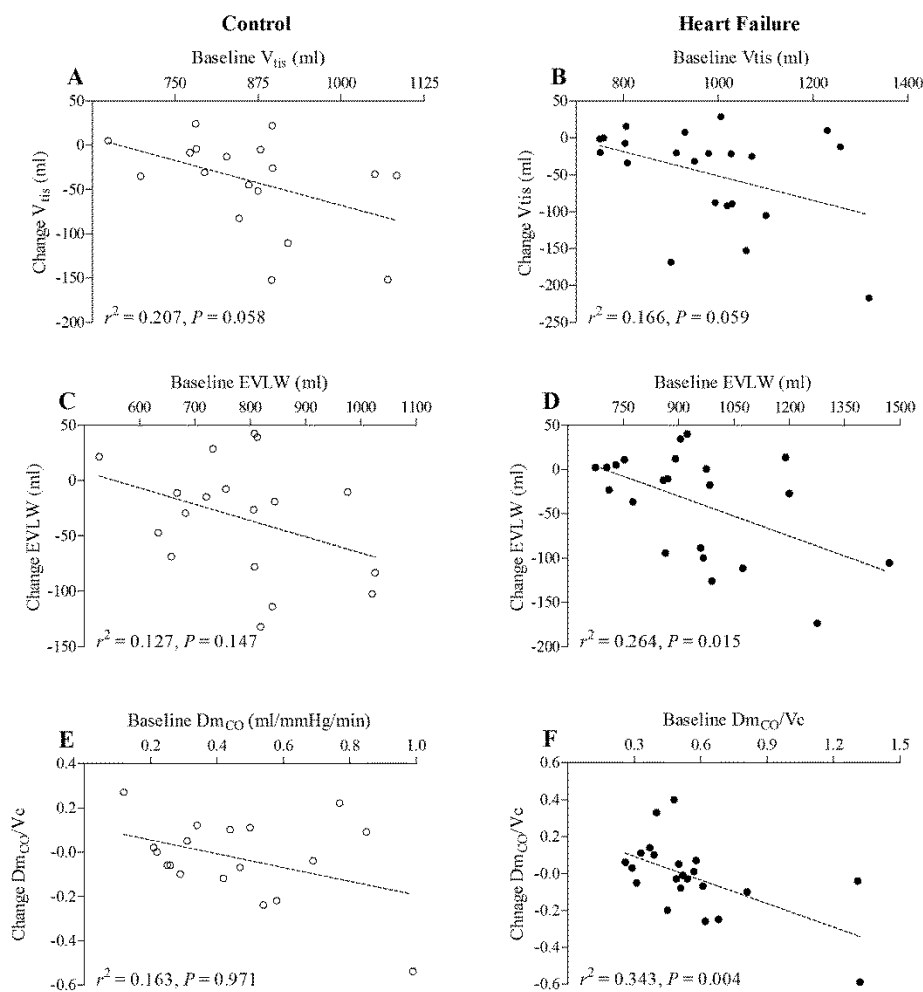 Control
Heart Failure
Baseline V_tis (ml)
A
750 875 1000 1125
50
0
-50
-100
-150
-200
Change V_tis (ml)
r² = 0.207, P = 0.058
Baseline Vtis (ml)
B
800 1000 1200 1400
50
0
-50
-100
-150
-200
-250
Change Vtis (ml)
r² = 0.166, P = 0.059
Baseline EVLW (ml)
C
600 700 800 900 1000 1100
50
0
-50
-100
-150
Change EVLW (ml)
r² = 0.127, P = 0.147
Baseline EVLW (ml)
D
750 900 1050 1200 1350 1500
50
0
-50
-100
-150
-200
Change EVLW (ml)
r² = 0.264, P = 0.015
Baseline Dm_CO (ml/mmHg/min)
E
0.2 0.4 0.6 0.8 1.0
0.4
0.2
-0.0
-0.2
-0.4
-0.6
Change Dm_CO/Vc
r² = 0.163, P = 0.971
Baseline Dm_CO/Vc
F
0.3 0.6 0.9 1.2 1.5
0.6
0.4
0.2
-0.0
-0.2
-0.4
-0.6
Chnage Dm_CO/Vc
r² = 0.343, P = 0.004